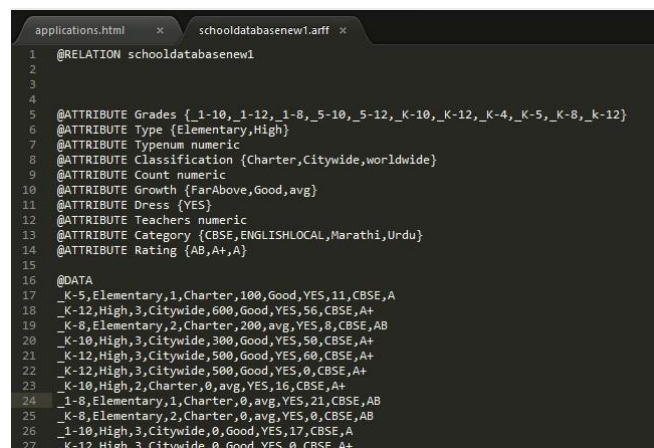 applications.html × schooldatabasenew1.arff ×
1 @RELATION schooldatabasenew1
2
3
4
5 @ATTRIBUTE Grades {_1-10,_1-12,_1-8,_5-10,_5-12,_K-10,_K-12,_K-4,_K-5,_K-8,_k-12}
6 @ATTRIBUTE Type {Elementary,High}
7 @ATTRIBUTE Typenum numeric
8 @ATTRIBUTE Classification {Charter,Citywide,worldwide}
9 @ATTRIBUTE Count numeric
10 @ATTRIBUTE Growth {FarAbove,Good,avg}
11 @ATTRIBUTE Dress {YES}
12 @ATTRIBUTE Teachers numeric
13 @ATTRIBUTE Category {CBSE,ENGLISHLOCAL,Marathi,Urdu}
14 @ATTRIBUTE Rating {AB,A+,A}
15
16 @DATA
17 _K-5,Elementary,1,Charter,100,Good,YES,11,CBSE,A
18 _K-12,High,3,Citywide,600,Good,YES,56,CBSE,A+
19 _K-8,Elementary,2,Charter,200,avg,YES,8,CBSE,AB
20 _K-10,High,3,Citywide,300,Good,YES,50,CBSE,A+
21 _K-12,High,3,Citywide,500,Good,YES,60,CBSE,A+
22 _K-12,High,3,Citywide,500,Good,YES,0,CBSE,A+
23 _K-10,High,2,Charter,0,avg,YES,16,CBSE,A+
24 _1-8,Elementary,1,Charter,0,avg,YES,21,CBSE,AB
25 _K-8,Elementary,2,Charter,0,avg,YES,0,CBSE,AB
26 _1-10,High,3,Citywide,0,Good,YES,17,CBSE,A
27 _K-12,High,3,Citywide,0,Good,YES,0,CBSE,A+